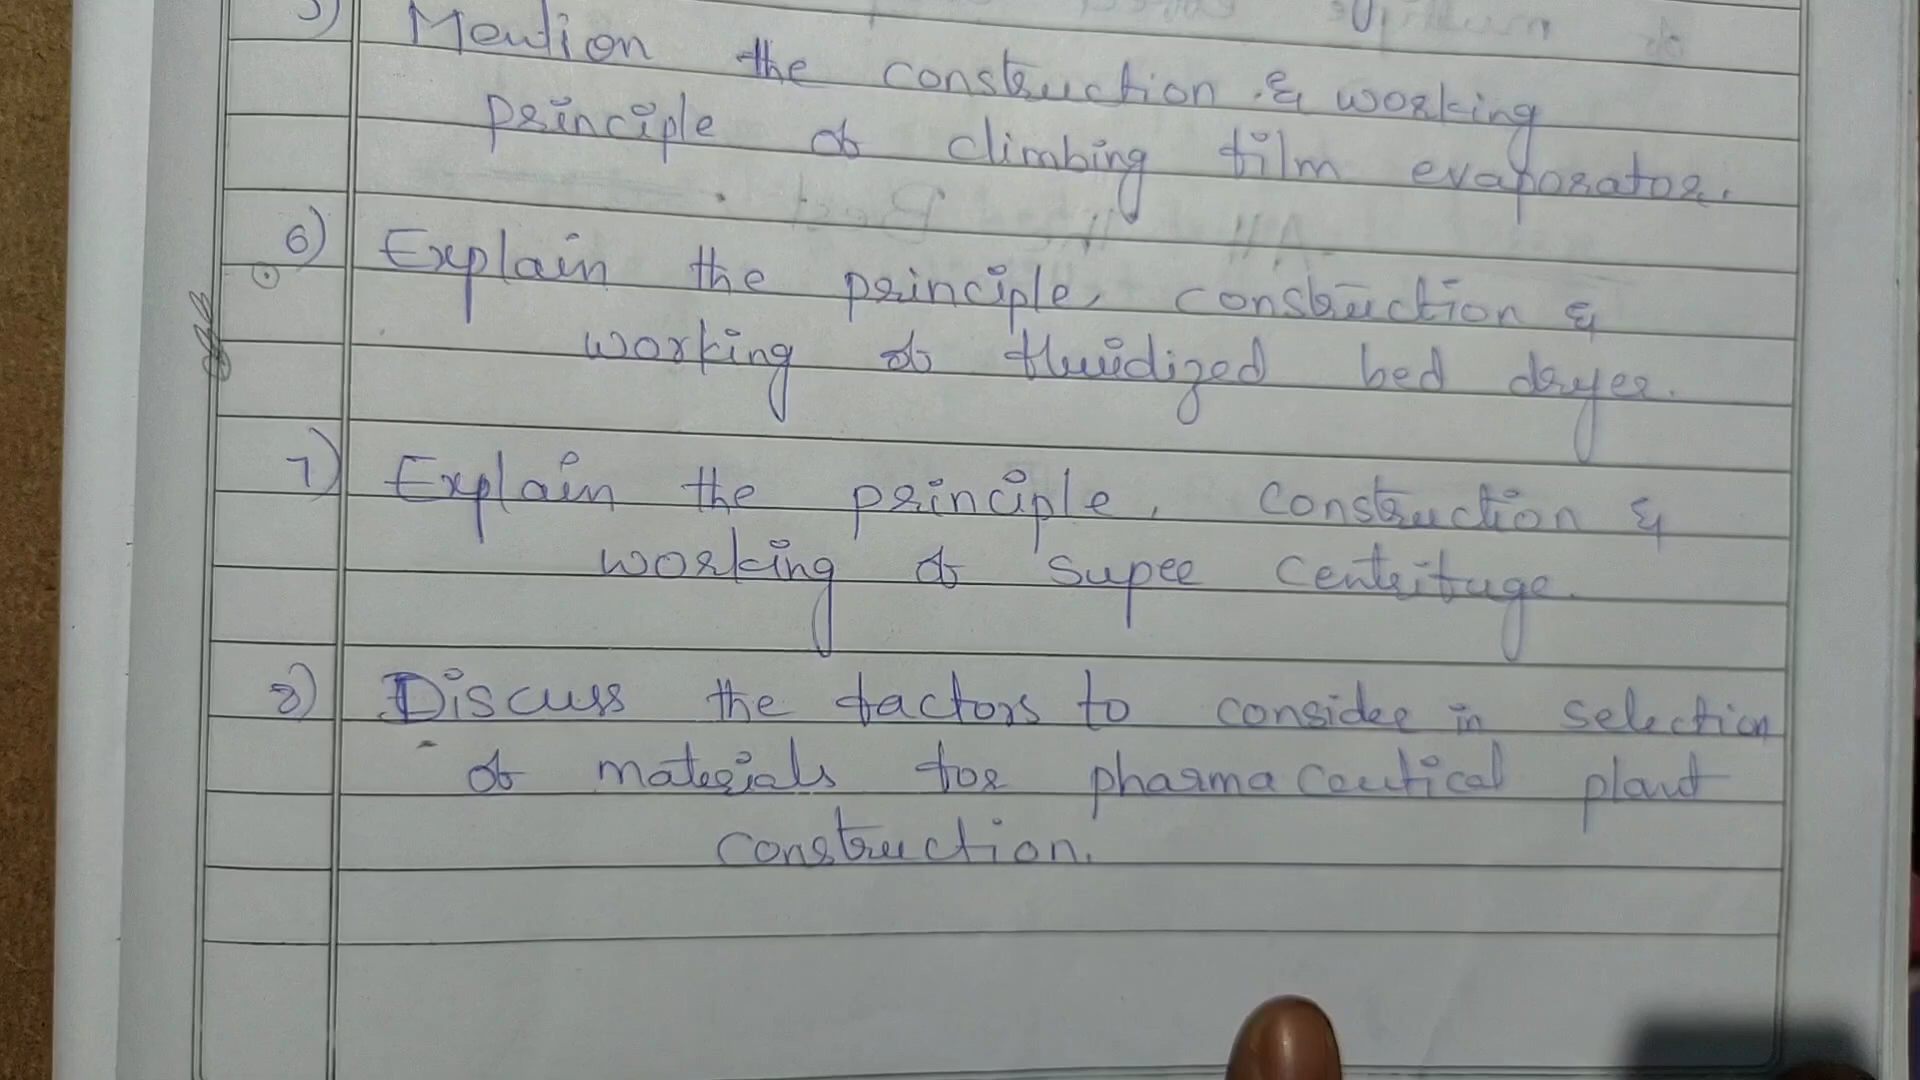 5) Mention the construction & working
principle of climbing film evaporator.
6) Explain the principle, construction &
working of fluidized bed dryer.
7) Explain the principle, construction &
working of super centrifuge.
8) Discuss the factors to consider in selection
of materials for pharmaceutical plant
construction.